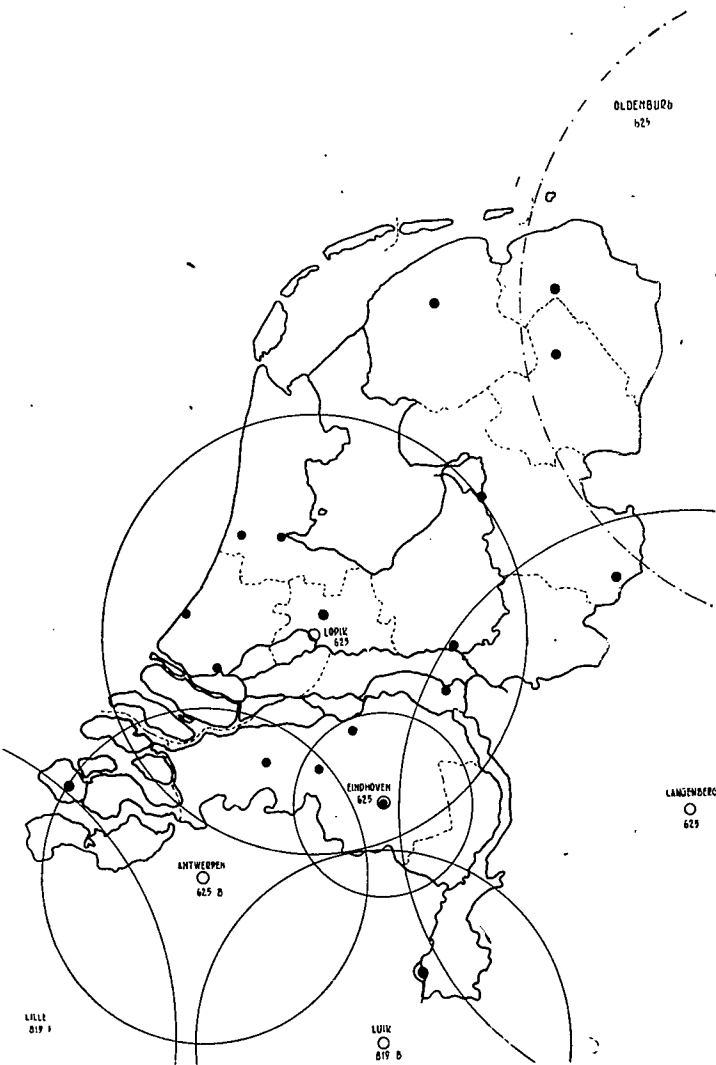 OLDENBURG
625
LOPIK
625
EINDHOVEN
625
LANGENBERG
625
ANTWERPEN
625 B
LILLE
819 F
LUIK
819 B